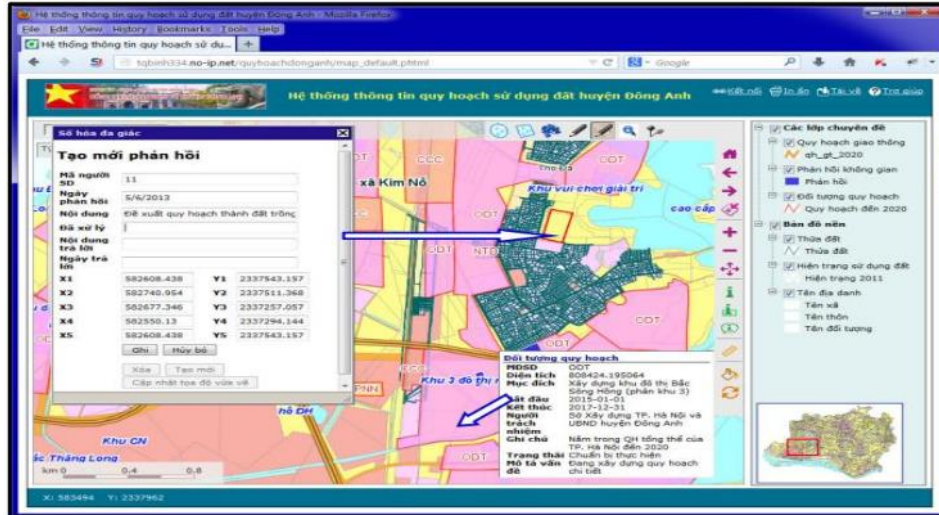 Hệ thống thông tin quy hoạch sử dụng đất huyện Đông Anh - Mozilla Firefox
File Edit View History Bookmarks Tools Help
Hệ thống thông tin quy hoạch sử dụ... +
tqbinh334.no-ip.net/quyhoachdonganh/map_default.phtml
Google
Hệ thống thông tin quy hoạch sử dụng đất huyện Đông Anh
Kết nối In ấn Tải về Trợ giúp
Số hóa đa giác
Tạo mới phản hồi
Mã người SD 11
Ngày phản hồi 5/6/2013
Nội dung Đề xuất quy hoạch thành đất trồng
Đã xử lý
Nội dung trả lời
Ngày trả lời
X1 582608.438 Y1 2337543.157
X2 582740.954 Y2 2337511.368
X3 582677.346 Y3 2337257.057
X4 582550.13 Y4 2337294.144
X5 582608.438 Y5 2337543.157
Ghi Hủy bỏ
Xóa Tạo mới
Cập nhật tọa độ vừa vẽ
CCC
xã Kim Nỗ
CCC
ODT
Khu vui chơi giải trí
cao cấp
ODT
ODT
NTD
ODT
ODT
CCC
Khu 3 đô thị
PNN
Khu CN
ắc Thăng Long
ODT
km 0 0.4 0.8
Đối tượng quy hoạch
MDSD ODT
Diện tích 808424.195064
Mục đích Xây dựng khu đô thị Bắc
Sông Hồng (phân khu 3)
Bắt đầu 2015-01-01
Kết thúc 2017-12-31
Người trách nhiệm Sở Xây dựng TP. Hà Nội và
UBND huyện Đông Anh
Ghi chú Nằm trong QH tổng thể của
TP. Hà Nội đến 2020
Trạng thái Chuẩn bị thực hiện
Mô tả vấn đề Đang xây dựng quy hoạch
chi tiết
Các lớp chuyên đề
Quy hoạch giao thông
qh_gt_2020
Phản hồi không gian
Phản hồi
Đối tượng quy hoạch
Quy hoạch đến 2020
Bản đồ nền
Thửa đất
Thửa đất
Hiện trạng sử dụng đất
Hiện trạng 2011
Tên địa danh
Tên xã
Tên thôn
Tên đối tượng
X: 583494 Y: 2337962